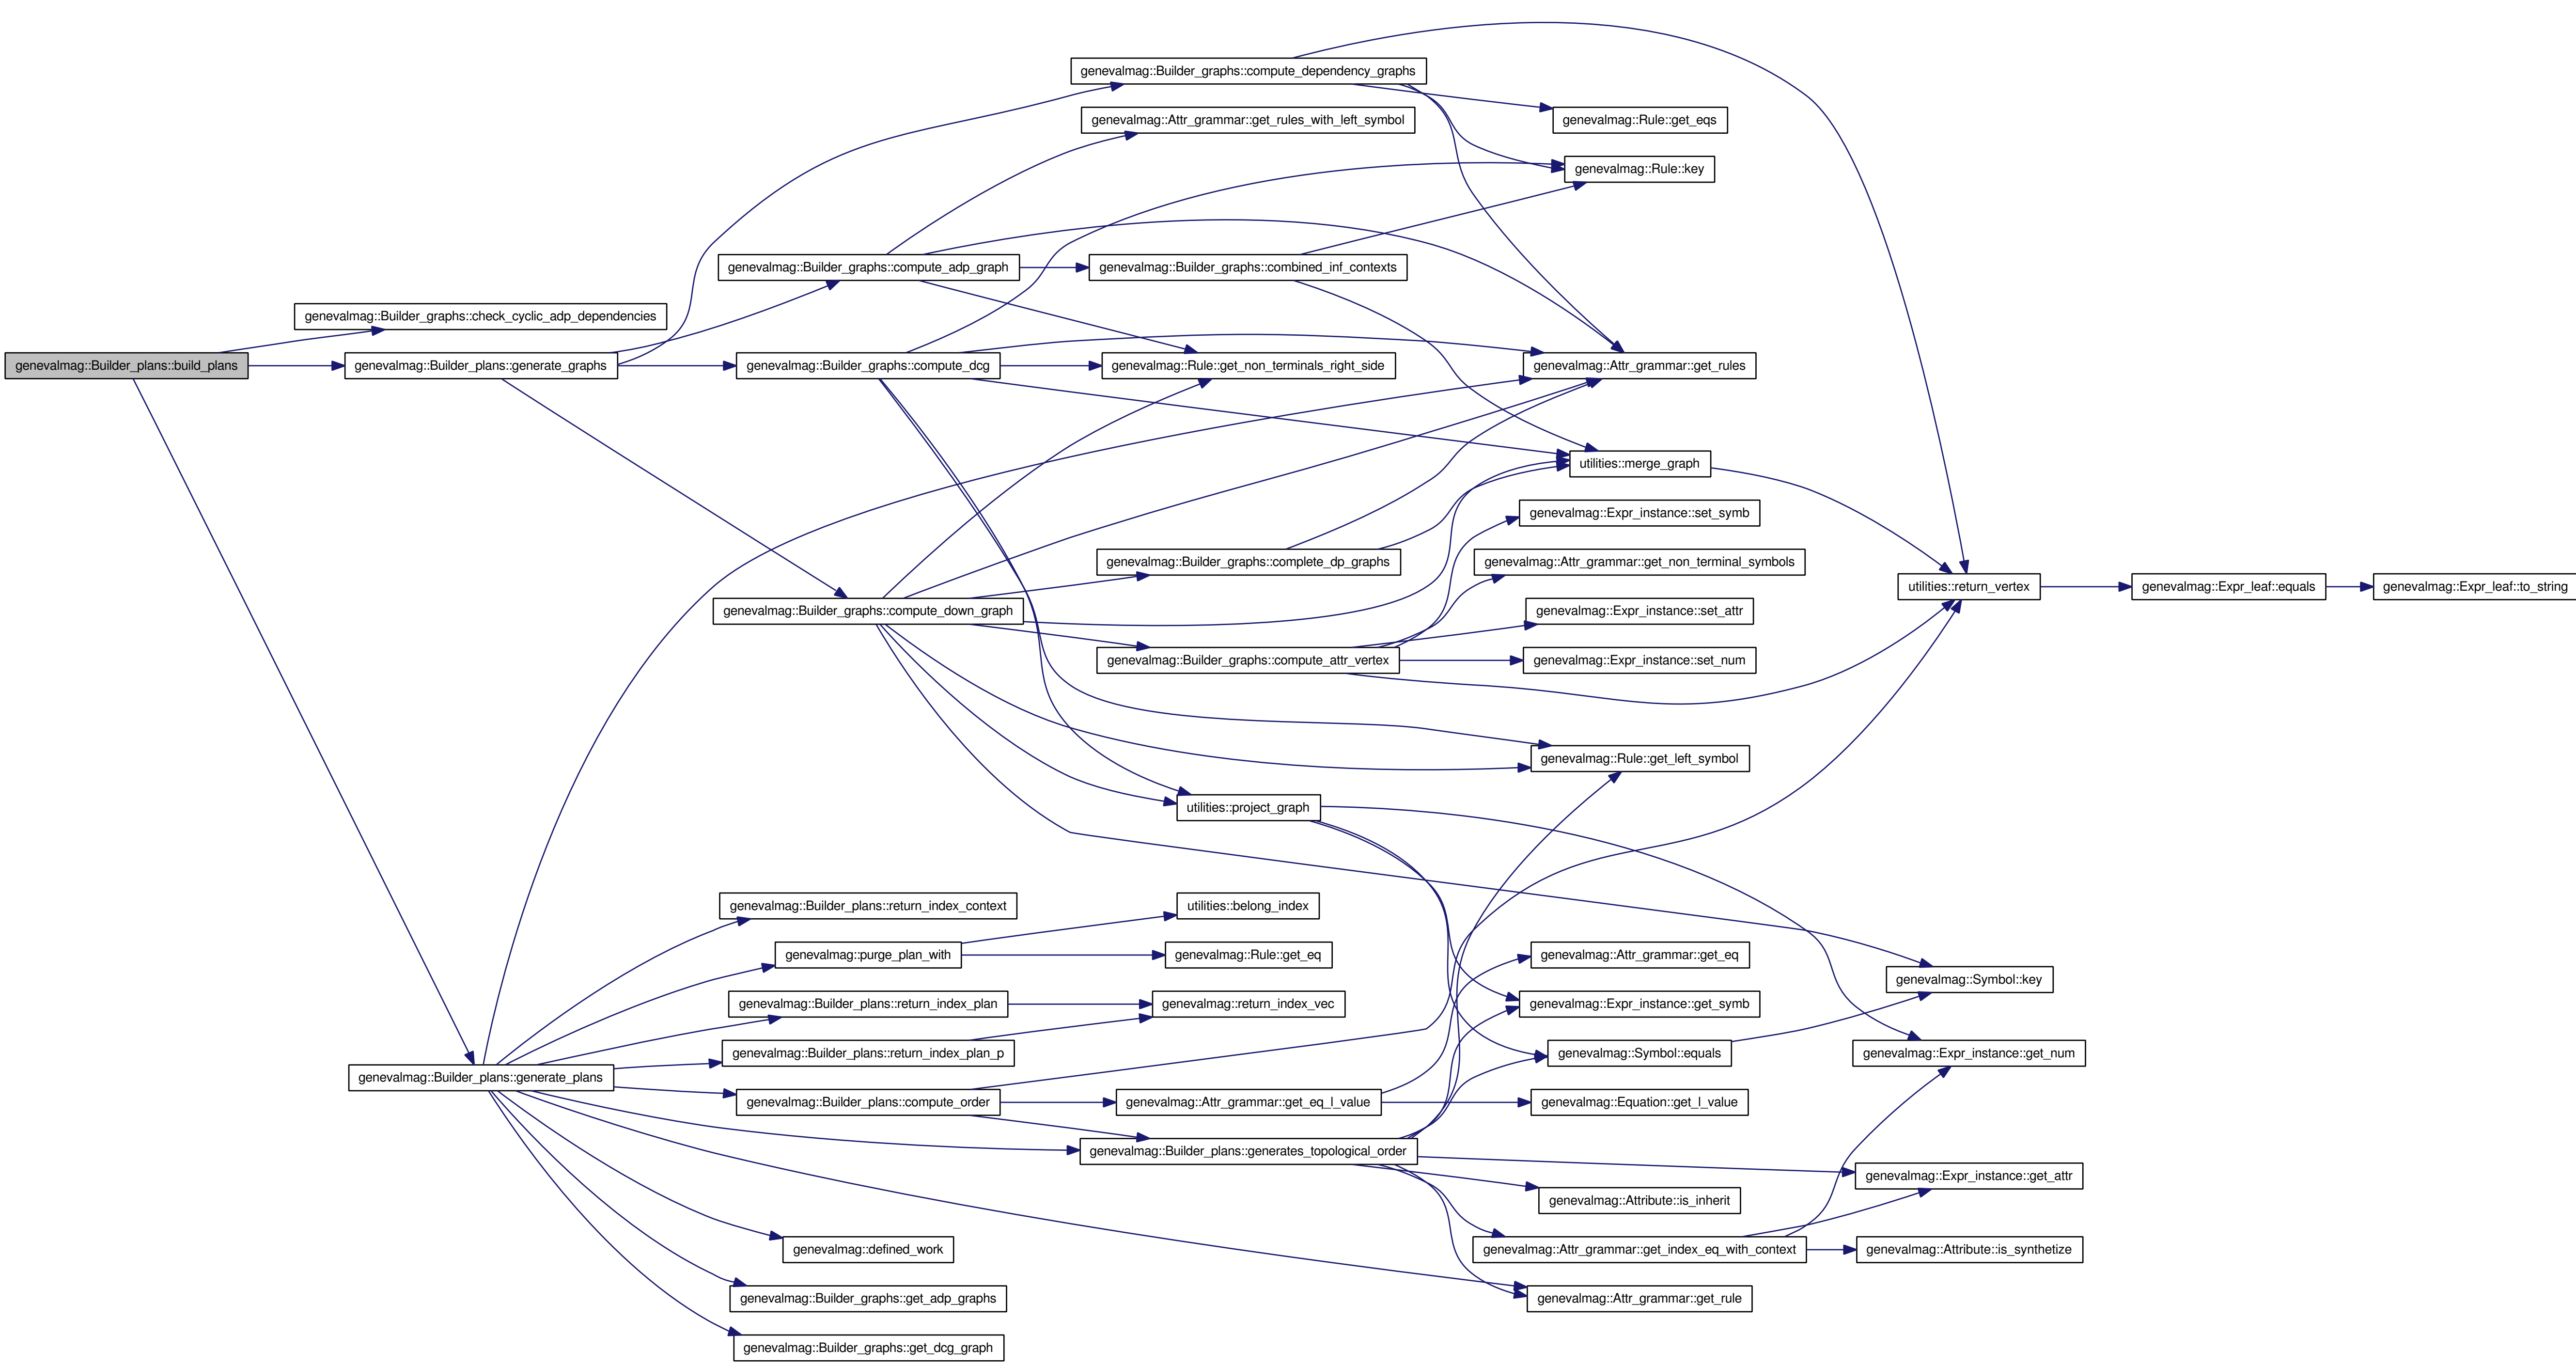 genevalmag::Builder_graphs::compute_dependency_graphs
genevalmag::Attr_grammar::get_rules_with_left_symbol
genevalmag::Rule::get_eqs
genevalmag::Rule::key
genevalmag::Builder_graphs::compute_adp_graph
genevalmag::Builder_graphs::combined_inf_contexts
genevalmag::Builder_graphs::check_cyclic_adp_dependencies
genevalmag::Builder_plans::build_plans
genevalmag::Builder_plans::generate_graphs
genevalmag::Builder_graphs::compute_dcg
genevalmag::Rule::get_non_terminals_right_side
genevalmag::Attr_grammar::get_rules
utilities::merge_graph
genevalmag::Expr_instance::set_symb
genevalmag::Builder_graphs::complete_dp_graphs
genevalmag::Attr_grammar::get_non_terminal_symbols
utilities::return_vertex
genevalmag::Expr_leaf::equals
genevalmag::Expr_leaf::to_string
genevalmag::Builder_graphs::compute_down_graph
genevalmag::Expr_instance::set_attr
genevalmag::Builder_graphs::compute_attr_vertex
genevalmag::Expr_instance::set_num
genevalmag::Rule::get_left_symbol
utilities::project_graph
genevalmag::Builder_plans::return_index_context
utilities::belong_index
genevalmag::purge_plan_with
genevalmag::Rule::get_eq
genevalmag::Attr_grammar::get_eq
genevalmag::Symbol::key
genevalmag::Builder_plans::return_index_plan
genevalmag::return_index_vec
genevalmag::Expr_instance::get_symb
genevalmag::Builder_plans::return_index_plan_p
genevalmag::Symbol::equals
genevalmag::Expr_instance::get_num
genevalmag::Builder_plans::generate_plans
genevalmag::Builder_plans::compute_order
genevalmag::Attr_grammar::get_eq_l_value
genevalmag::Equation::get_l_value
genevalmag::Builder_plans::generates_topological_order
genevalmag::Expr_instance::get_attr
genevalmag::Attribute::is_inherit
genevalmag::defined_work
genevalmag::Attr_grammar::get_index_eq_with_context
genevalmag::Attribute::is_synthetize
genevalmag::Builder_graphs::get_adp_graphs
genevalmag::Attr_grammar::get_rule
genevalmag::Builder_graphs::get_dcg_graph